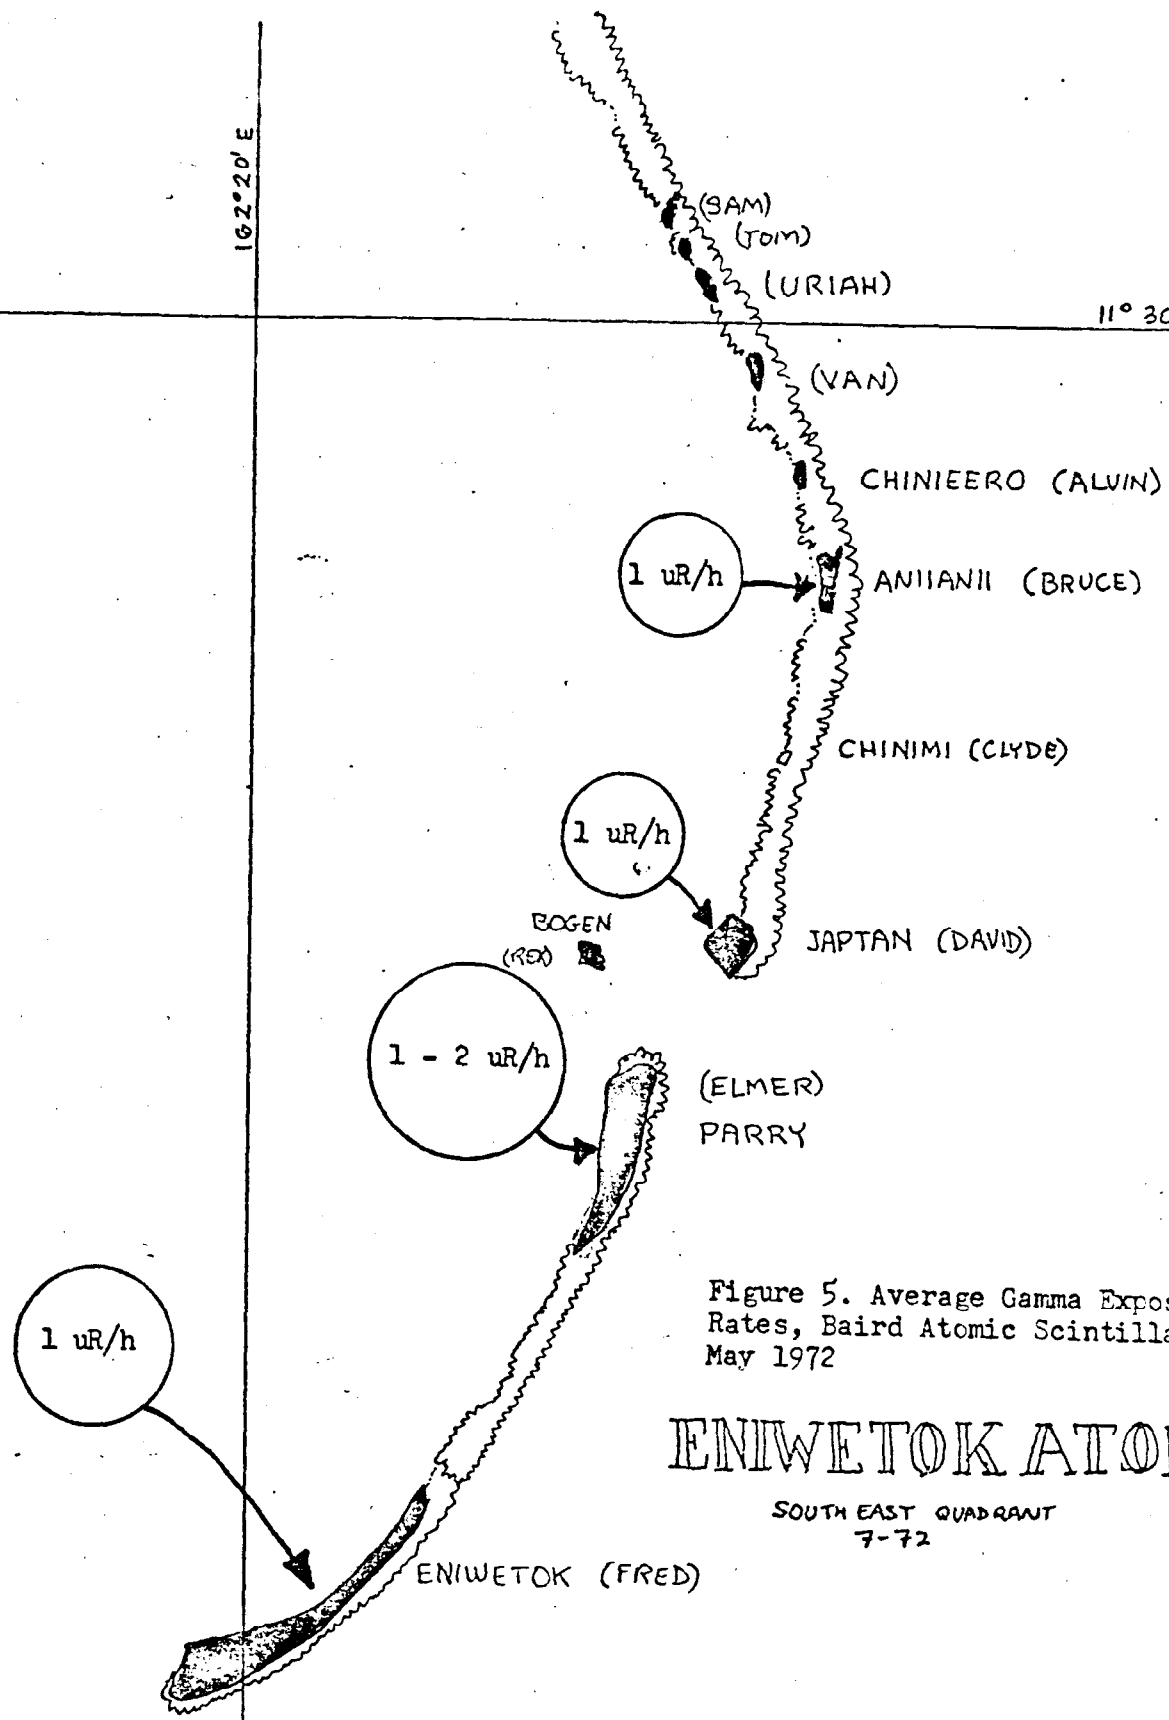 162°20' E
(SAM)
(TOM)
(URIAH)
11° 30
(VAN)
CHINIEERO (ALVIN)
1 uR/h
ANIIANII (BRUCE)
CHINIMI (CLYDE)
1 uR/h
BOGEN
(REX)
JAPTAN (DAVID)
1 - 2 uR/h
(ELMER)
PARRY
Figure 5. Average Gamma Expos
Rates, Baird Atomic Scintilla
May 1972
1 uR/h
ENIWETOK ATO
SOUTH EAST QUADRANT
7-72
ENIWETOK (FRED)